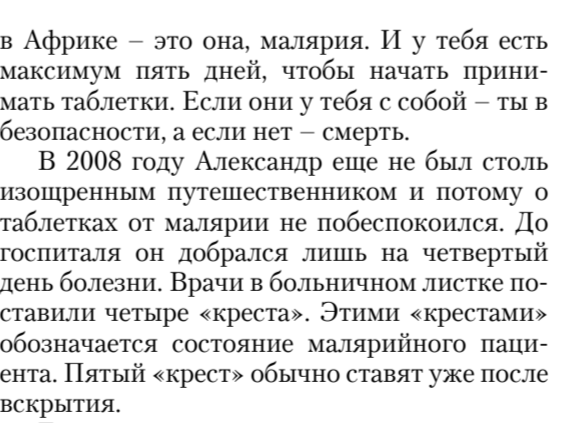 в Африке – это она, малярия. И у тебя есть
максимум пять дней, чтобы начать прини-
мать таблетки. Если они у тебя с собой – ты в
безопасности, а если нет – смерть.
В 2008 году Александр еще не был столь
изощренным путешественником и потому о
таблетках от малярии не побеспокоился. До
госпиталя он добрался лишь на четвертый
день болезни. Врачи в больничном листке по-
ставили четыре «креста». Этими «крестами»
обозначается состояние малярийного паци-
ента. Пятый «крест» обычно ставят уже после
вскрытия.